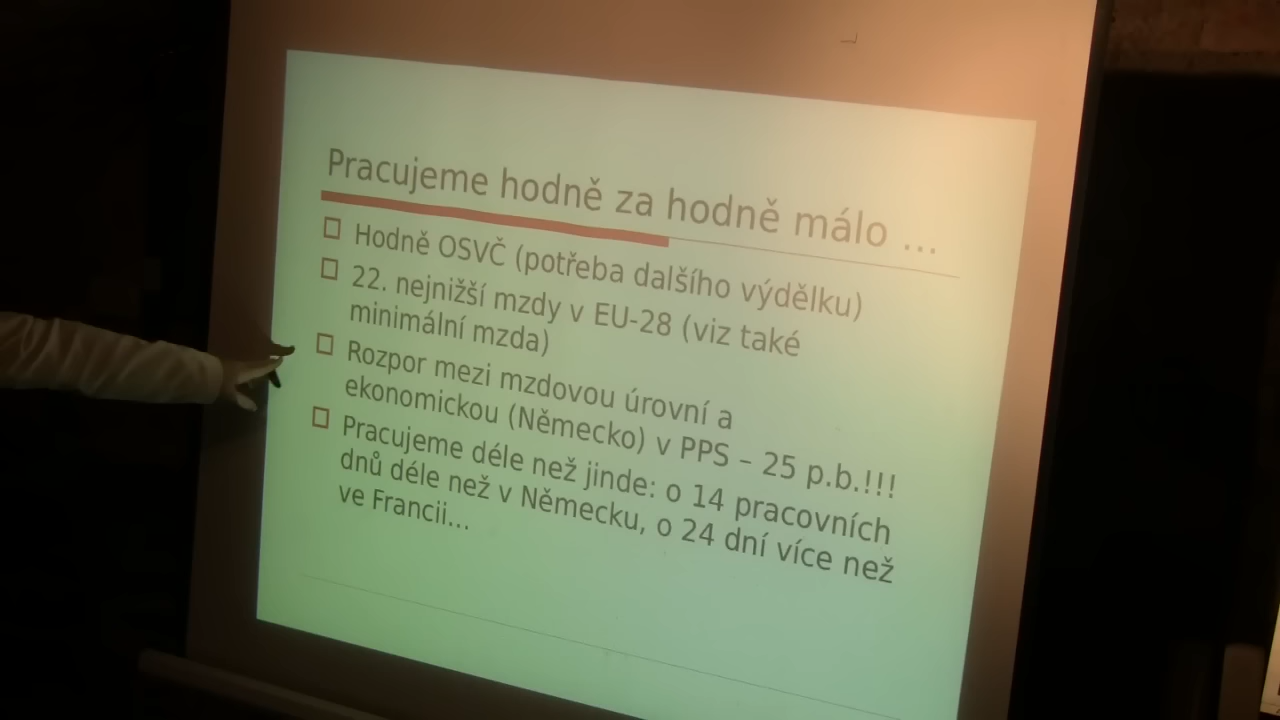 Pracujeme hodně za hodně málo ...
Hodně OSVČ (potřeba dalšího výdělku)
22. nejnižší mzdy v EU-28 (viz také
minimální mzda)
Rozpor mezi mzdovou úrovní a
ekonomickou (Německo) v PPS – 25 p.b.!!!
Pracujeme déle než jinde: o 14 pracovních
dnů déle než v Německu, o 24 dní více než
ve Francii...